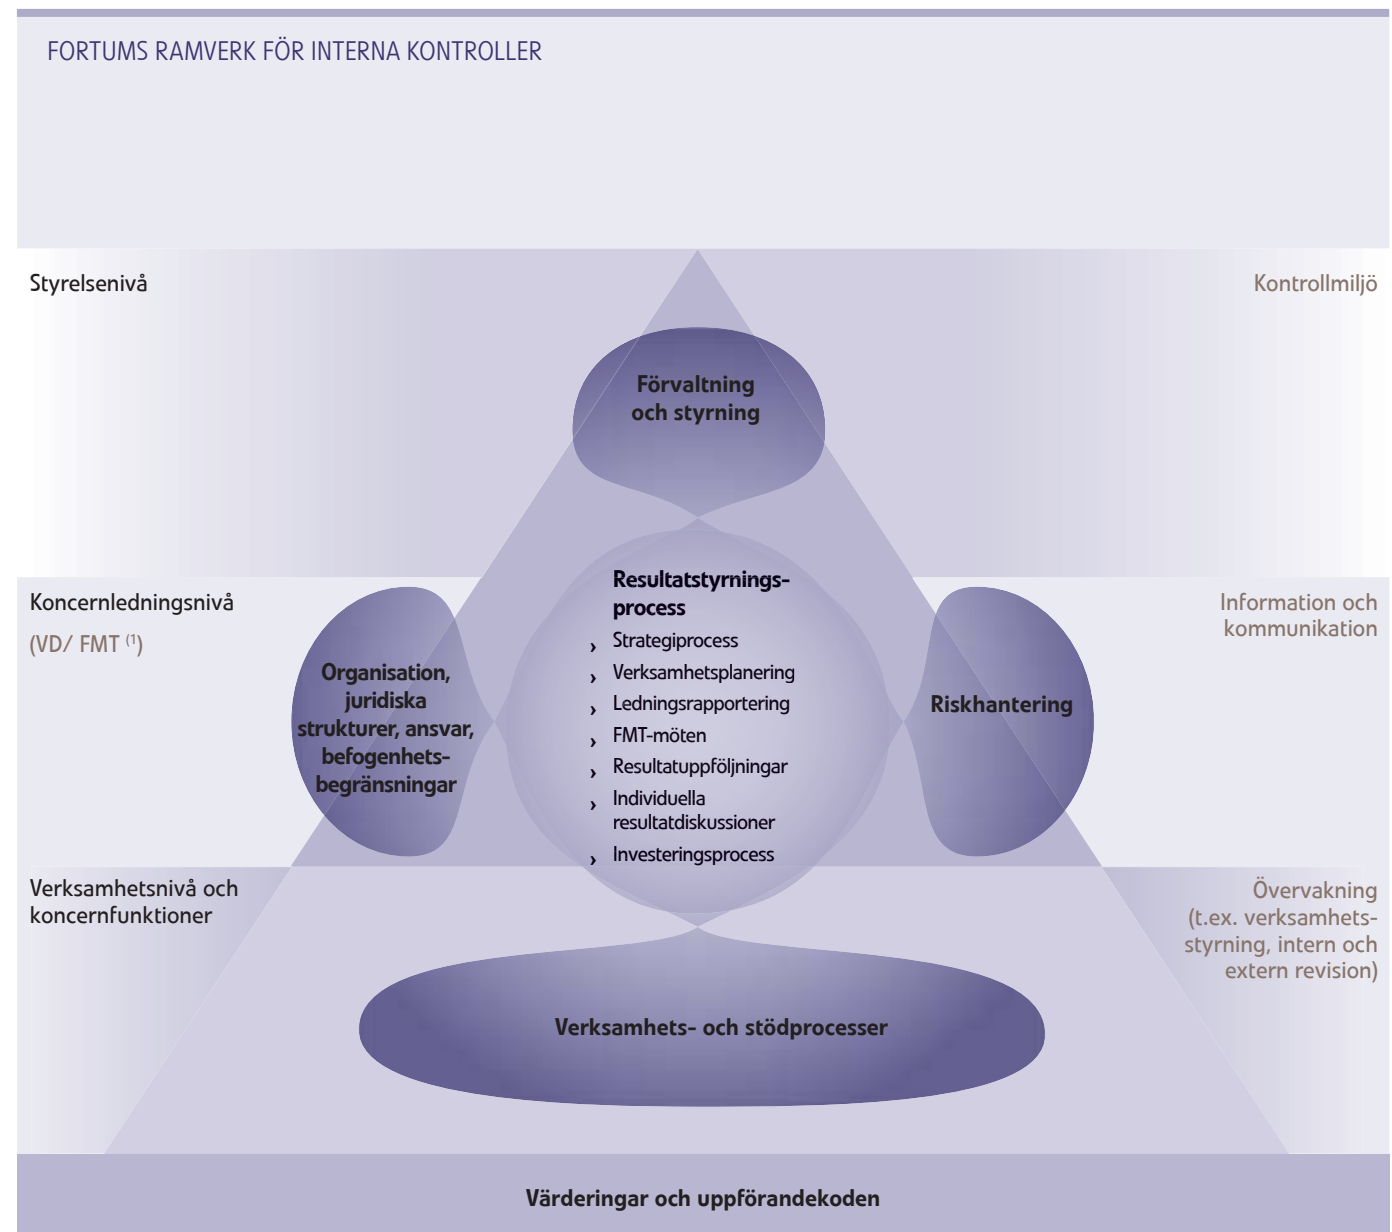 FORTUMS RAMVERK FÖR INTERNA KONTROLLER
Styrelsenivå
Kontrollmiljö
Förvaltning
och styrning
Koncernledningsnivå
(VD/ FMT (1)
Information och
kommunikation
Organisation,
juridiska
strukturer, ansvar,
befogenhets-
begränsningar
Resultatstyrnings-
process
› Strategiprocess
› Verksamhetsplanering
› Ledningsrapportering
› FMT-möten
› Resultatuppföljningar
› Individuella
resultatdiskussioner
› Investeringsprocess
Riskhantering
Verksamhetsnivå och
koncernfunktioner
Övervakning
(t.ex. verksamhets-
styrning, intern och
extern revision)
Verksamhets- och stödprocesser
Värderingar och uppförandekoden